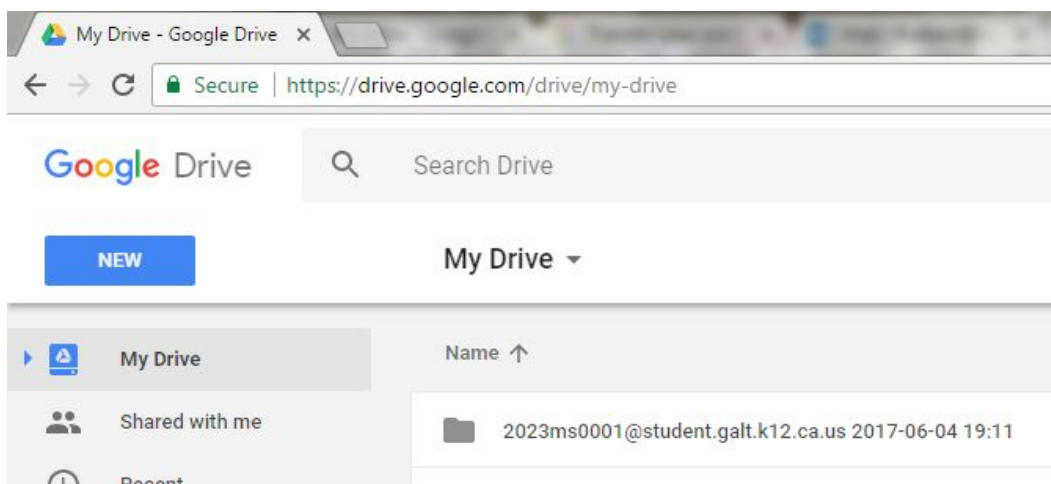 My Drive - Google Drive
Secure | https://drive.google.com/drive/my-drive
Google Drive
Search Drive
NEW
My Drive
My Drive
Name
Shared with me
2023ms0001@student.galt.k12.ca.us 2017-06-04 19:11
Recent